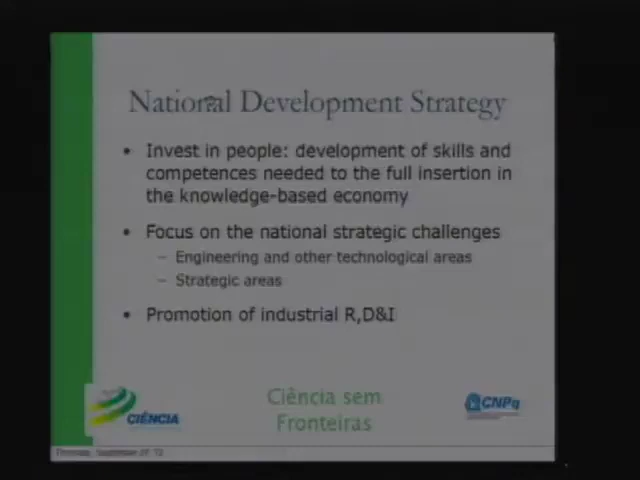 National Development Strategy
• Invest in people: development of skills and
competences needed to the full insertion in
the knowledge-based economy
• Focus on the national strategic challenges
– Engineering and other technological areas
– Strategic areas
• Promotion of industrial R,D&I
CIÊNCIA
Ciência sem
Fronteiras
CNPq